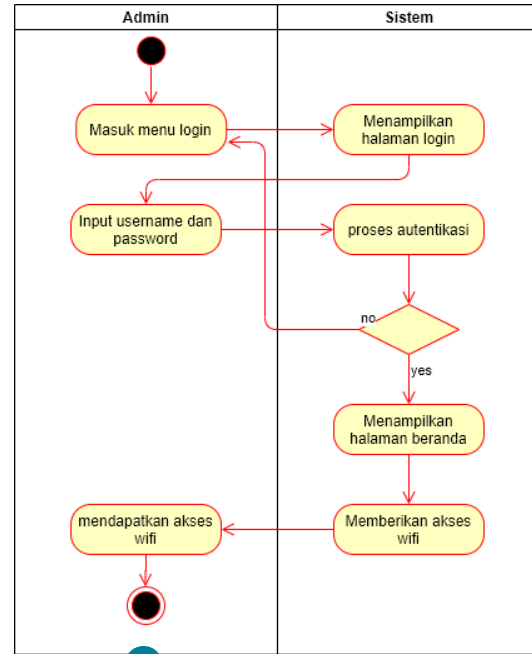 Admin
Sistem
Masuk menu login
Menampilkan
halaman login
Input username dan
password
proses autentikasi
no
yes
Menampilkan
halaman beranda
mendapatkan akses
wifi
Memberikan akses
wifi